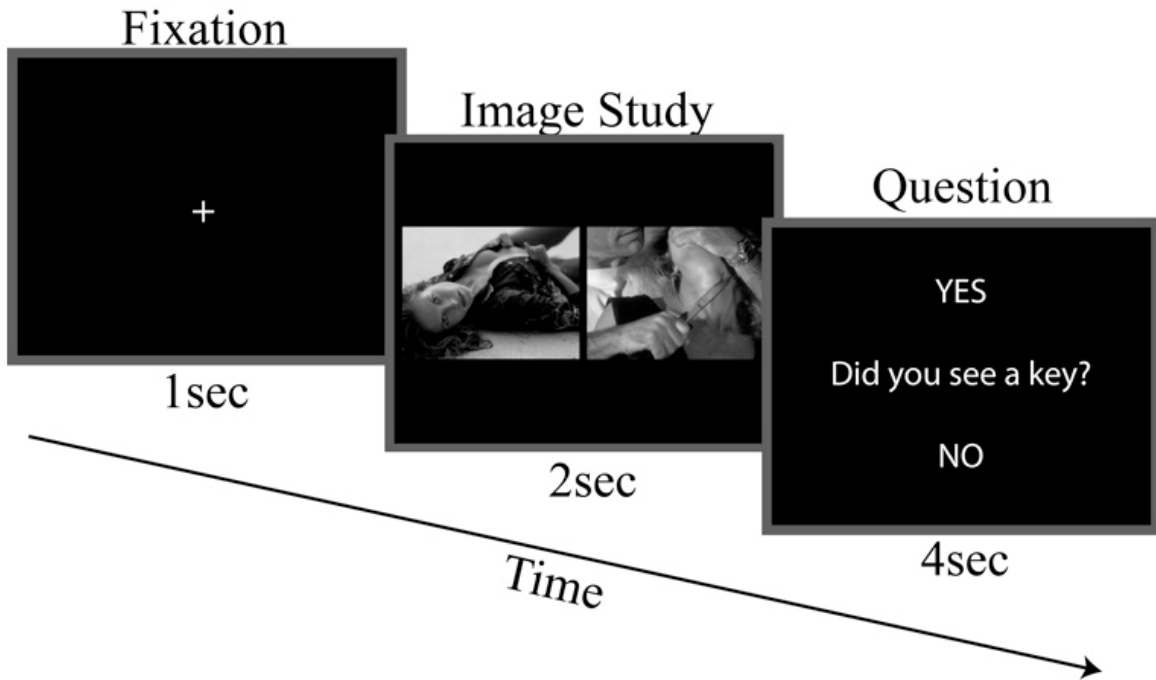 Fixation
Image Study
Question
YES
Did you see a key?
NO
1sec
2sec
4sec
Time